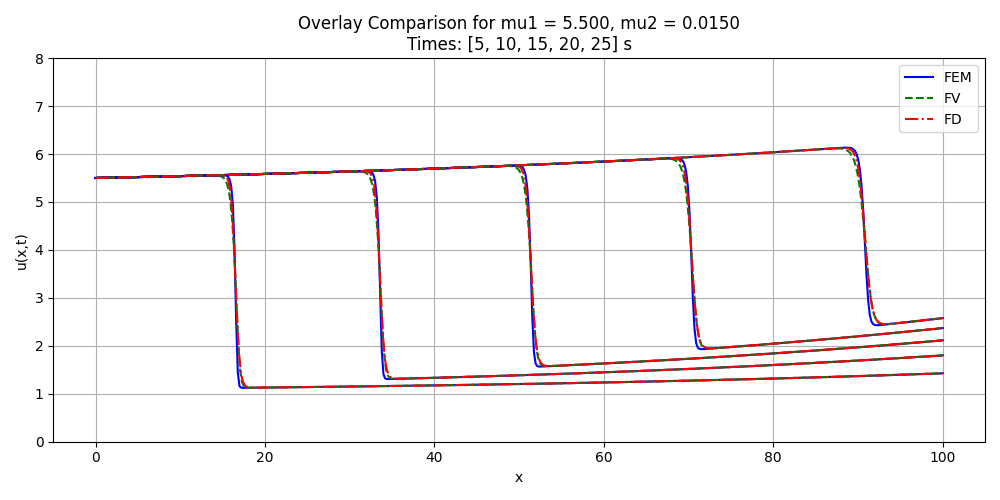 Overlay Comparison for mu1 = 5.500, mu2 = 0.0150
Times: [5, 10, 15, 20, 25] s
FEM
FV
FD
u(x,t)
8
7
6
5
4
3
2
1
0
0 20 40 60 80 100
x